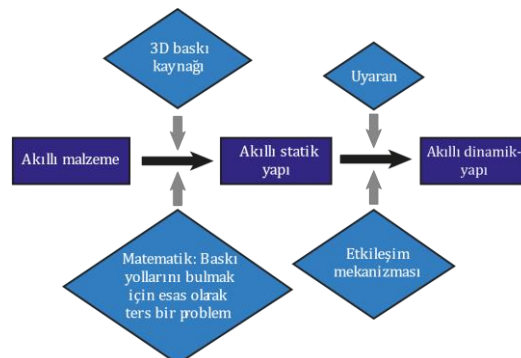 3D baskı
kaynağı
Uyaran
Akıllı malzeme
Akıllı statik
yapı
Akıllı dinamik-
yapı
Matematik: Baskı
yollarını bulmak
için esas olarak
ters bir problem
Etkileşim
mekanizması